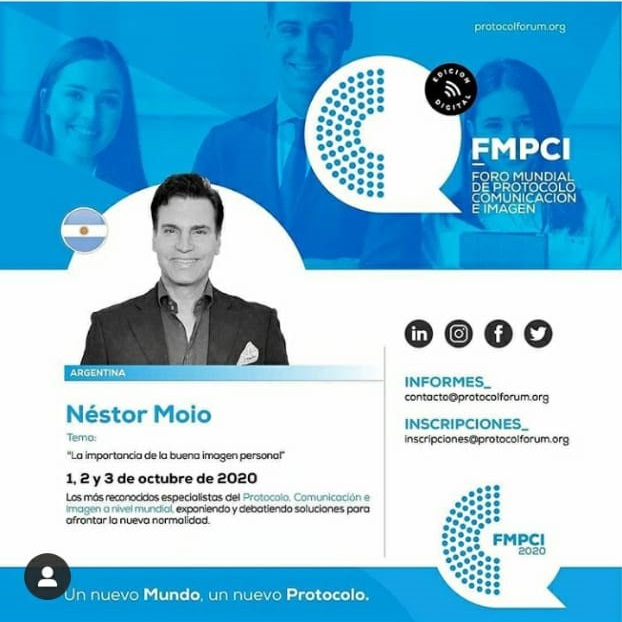 protocolforum.org
EDICION
DIGITAL
FMPCI
FORO MUNDIAL
DE PROTOCOLO
COMUNICACION
E IMAGEN
ARGENTINA
Néstor Moio
Tema:
"La importancia de la buena imagen personal"
1, 2 y 3 de octubre de 2020
Los más reconocidos especialistas del Protocolo, Comunicación e
Imagen a nivel mundial, exponiendo y debatiendo soluciones para
afrontar la nueva normalidad.
in
f
INFORMES_
contacto@protocolforum.org
INSCRIPCIONES_
inscripciones@protocolforum.org
FMPCI
2020
Un nuevo Mundo, un nuevo Protocolo.